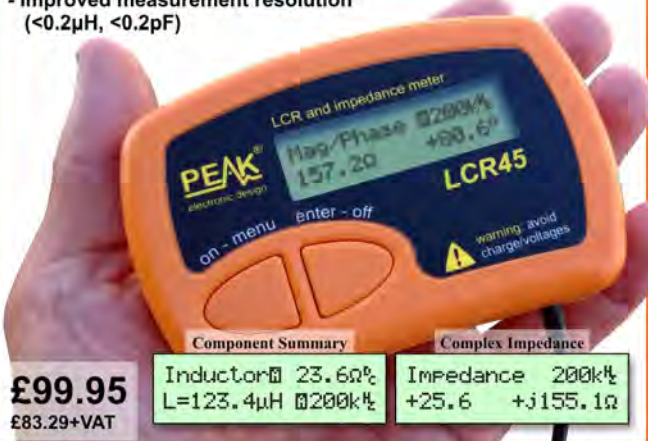 - Improved measurement resolution
(<0.2µH, <0.2pF)
LCR and impedance meter
Mag/Phase @200kHz
157.2Ω +80.6°
PEAK®
electronic design
LCR45
on - menu enter - off
warning: avoid
charge/voltages
Component Summary
Inductor@ 23.6ΩDC
L=123.4µH @200kHz
Complex Impedance
Impedance 200kHz
+25.6 +j155.1Ω
£99.95
£83.29+VAT